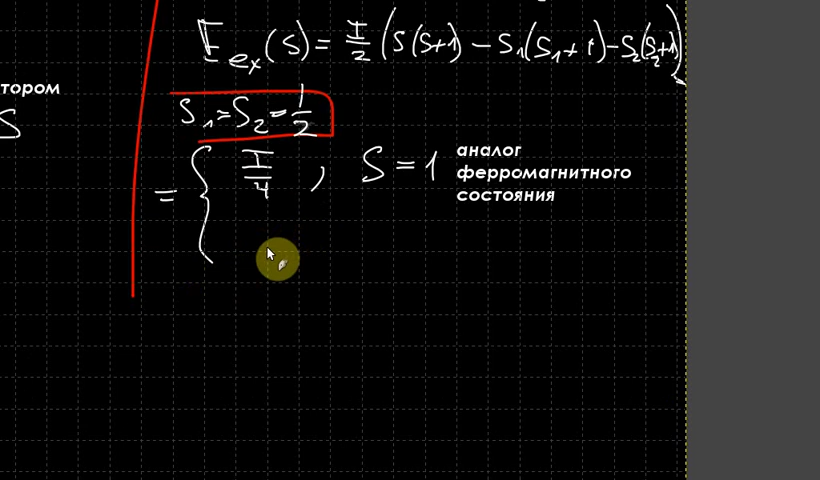 E_ex(S) = I/2 (S(S+1) - S₁(S₁+1) - S₂(S₂+1))
тором
S
S₁=S₂=1/2
= { I/4 , S=1
аналог
ферромагнитного
состояния